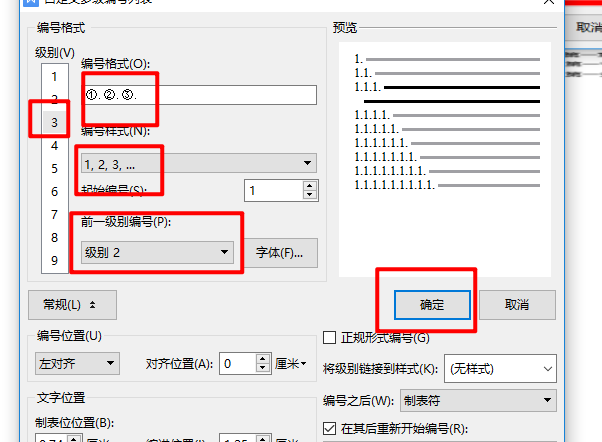 自定义多级编号列表
编号格式
级别(V)
1
2
3
4
5
6
7
8
9
编号格式(O):
①. ②. ③.
编号样式(N):
1, 2, 3, ...
起始编号(S):
1
前一级别编号(P):
级别 2
字体(F)...
预览
1.
1.1.
1.1.1.
1.1.1.1.
1.1.1.1.1.
1.1.1.1.1.1.
1.1.1.1.1.1.1.
1.1.1.1.1.1.1.1.
1.1.1.1.1.1.1.1.1.
取消
常规(L)
确定
取消
编号位置(U)
左对齐
对齐位置(A):
0
厘米
正规形式编号(G)
将级别链接到样式(K):
(无样式)
编号之后(W):
制表符
文字位置
制表位位置(B):
在其后重新开始编号(R):